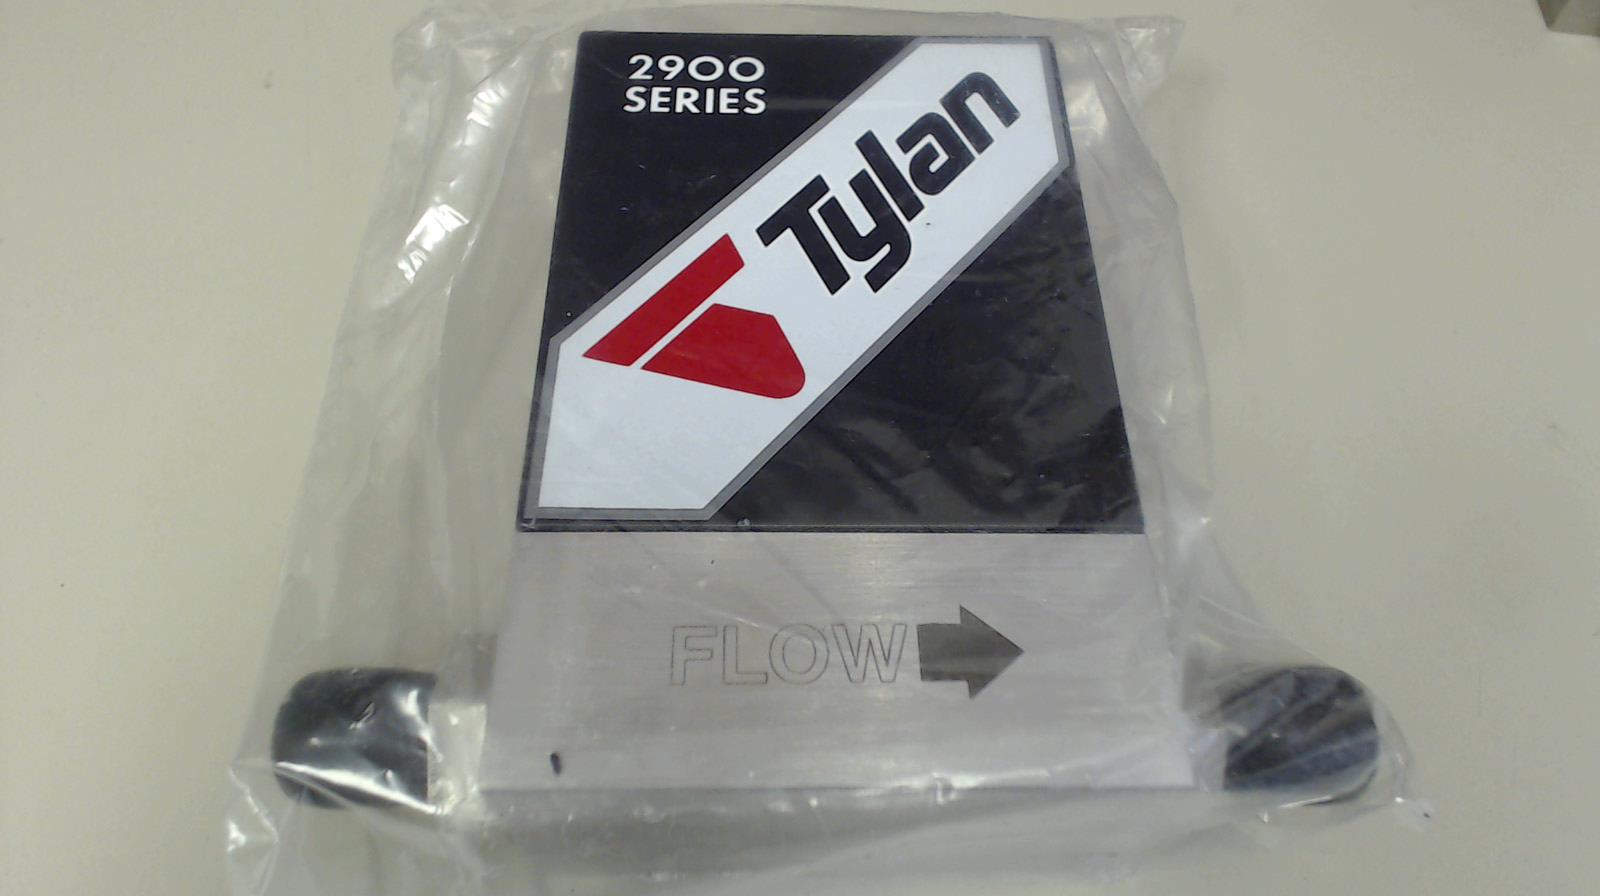 2900
SERIES
Tylan
FLOW